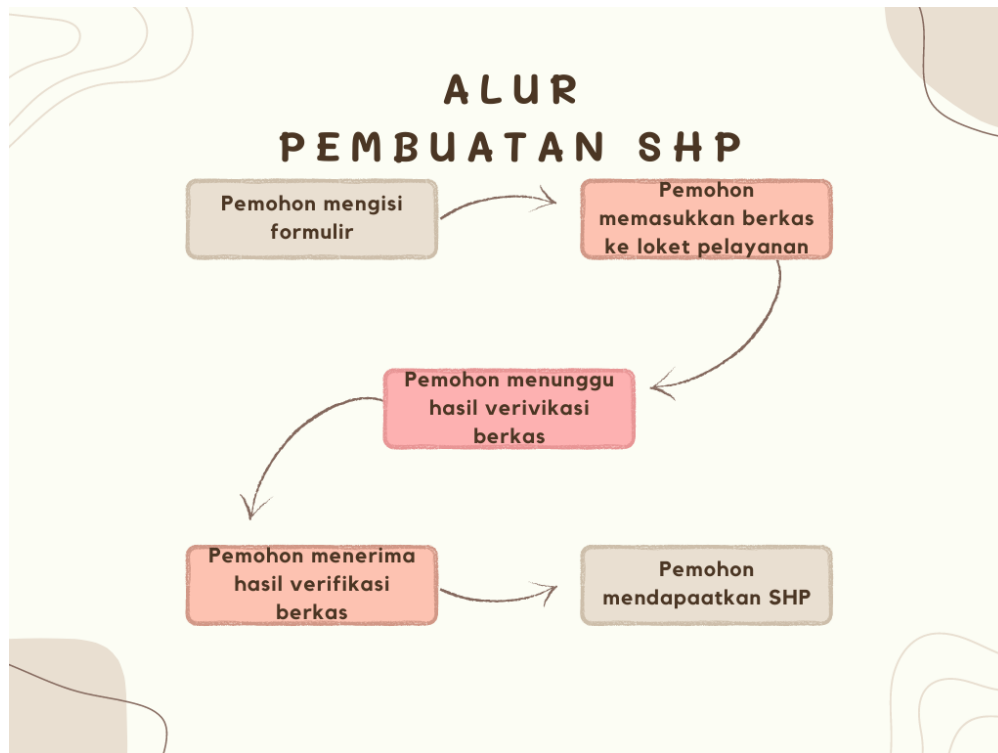 ALUR
PEMBUATAN SHP
Pemohon mengisi
formulir
Pemohon
memasukkan berkas
ke loket pelayanan
Pemohon menunggu
hasil verivikasi
berkas
Pemohon menerima
hasil verifikasi
berkas
Pemohon
mendapaatkan SHP